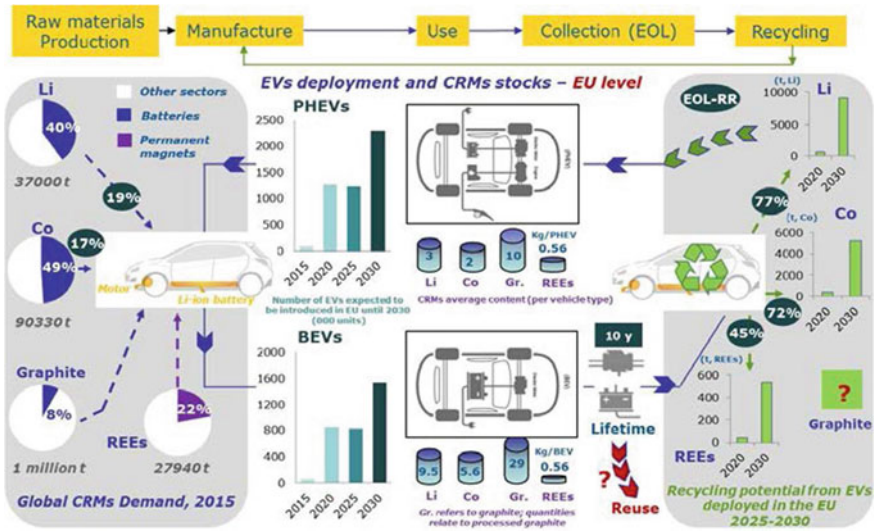 Raw materials
Production
Manufacture
Use
Collection (EOL)
Recycling
EVs deployment and CRMs stocks – EU level
Li
40%
37000 t
Other sectors
Batteries
Permanent
magnets
19%
Co
17%
49%
90330 t
Motor
Li-ion battery
Graphite
8%
1 million t
REEs
22%
27940 t
Global CRMs Demand, 2015
PHEVs
2500
2000
1500
1000
500
0
2015
2020
2025
2030
Number of EVs expected to
be introduced in EU until 2030
(000 units)
BEVs
2000
1600
1200
800
400
0
2015
2020
2025
2030
(PHEV)
Kg/PHEV
3
2
10
0.56
Li
Co
Gr.
REEs
CRMs average content (per vehicle type)
(BEV)
Kg/BEV
9.5
5.6
29
0.56
Li
Co
Gr.
REEs
Gr. refers to graphite; quantities
relate to processed graphite
10 y
Lifetime
?
Reuse
EOL-RR
(t, Li)
Li
10000
5000
0
2020
2030
77%
(t, Co)
Co
6000
4000
2000
0
2020
2030
72%
45%
(t, REEs)
600
400
200
0
2020
2030
REEs
?
Graphite
Recycling potential from EVs
deployed in the EU
2025-2030